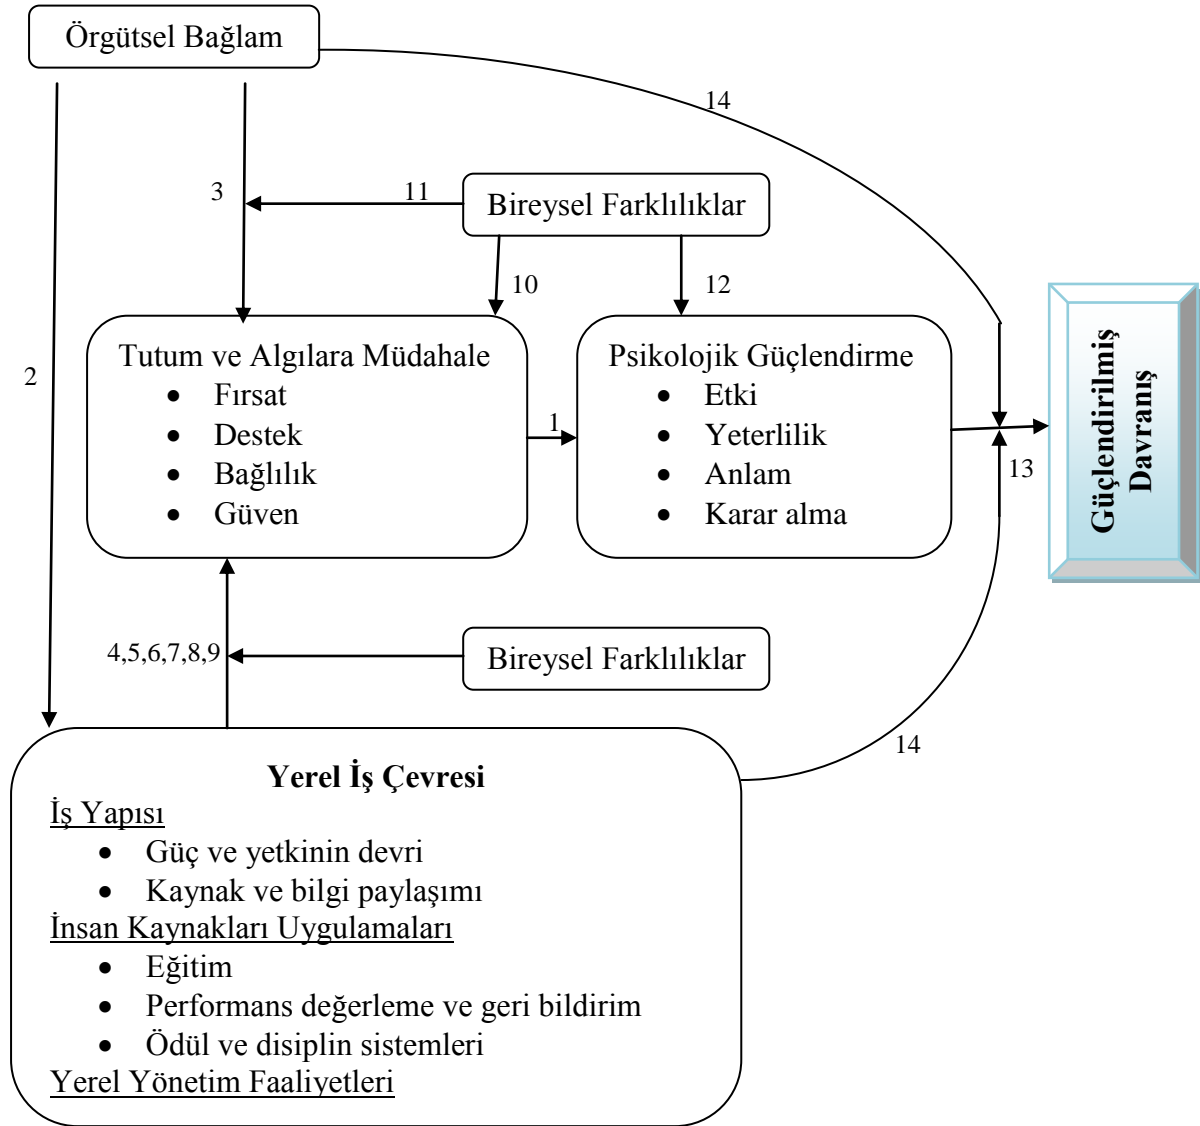 Örgütsel Bağlam
14
3
11
Bireysel Farklılıklar
10
12
2
Tutum ve Algılara Müdahale
• Fırsat
• Destek
• Bağlılık
• Güven
1
Psikolojik Güçlendirme
• Etki
• Yeterlilik
• Anlam
• Karar alma
13
Güçlendirilmiş
Davranış
4,5,6,7,8,9
Bireysel Farklılıklar
14
Yerel İş Çevresi
İş Yapısı
• Güç ve yetkinin devri
• Kaynak ve bilgi paylaşımı
İnsan Kaynakları Uygulamaları
• Eğitim
• Performans değerleme ve geri bildirim
• Ödül ve disiplin sistemleri
Yerel Yönetim Faaliyetleri